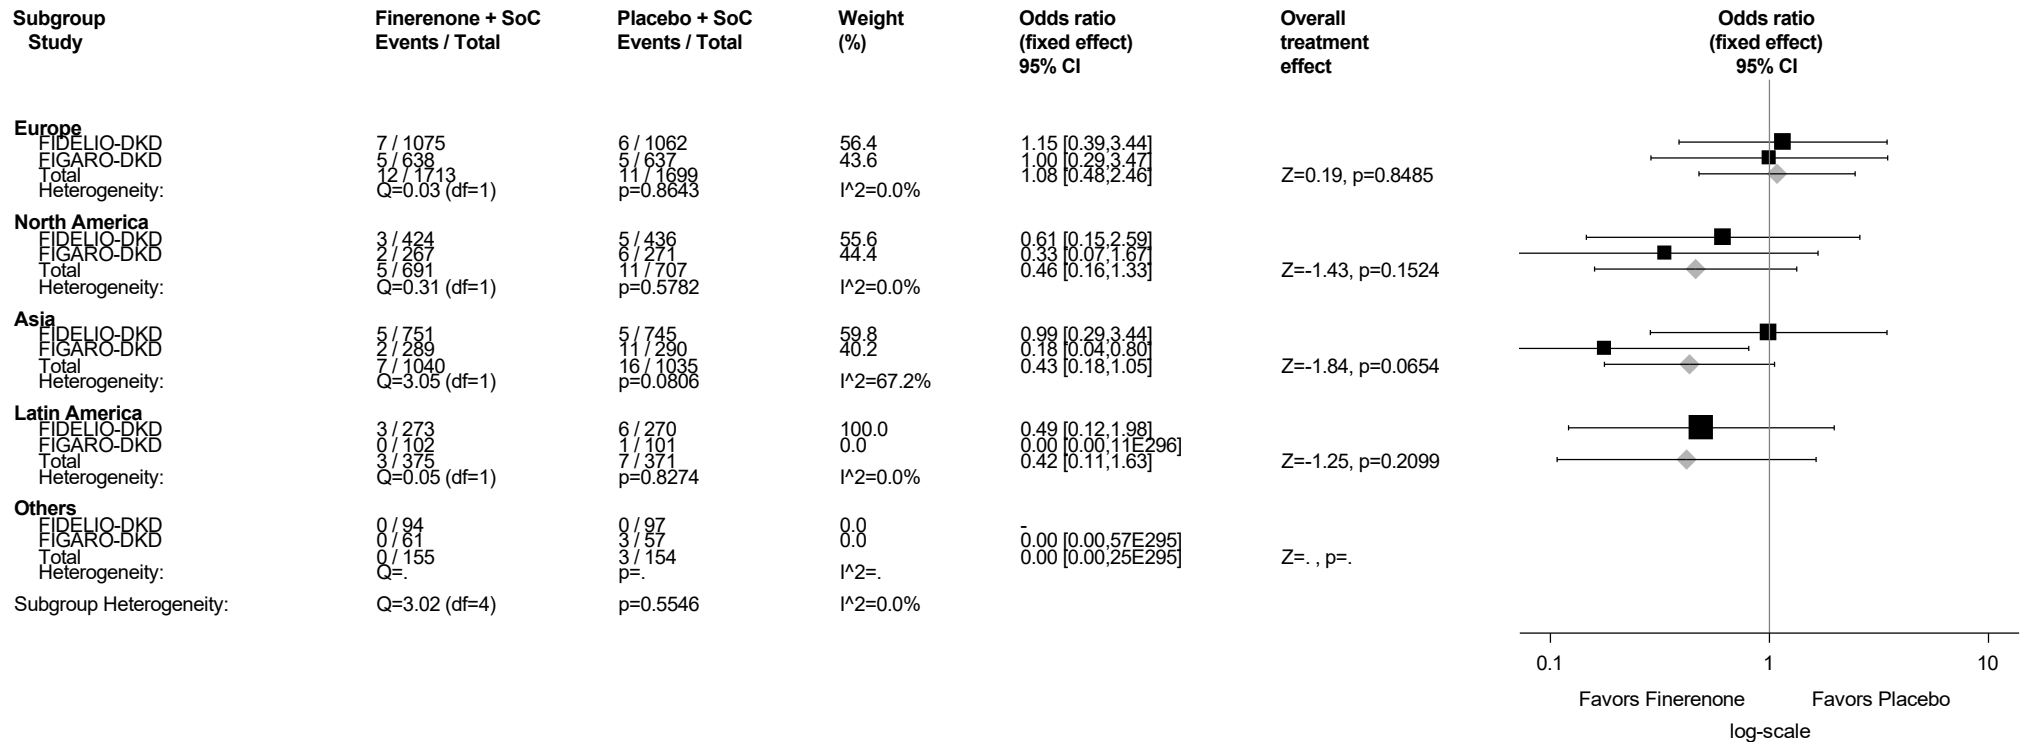 Subgroup Finerenone + SoC Placebo + SoC Weight Odds ratio Overall Odds ratio
Study Events / Total Events / Total (%) (fixed effect) treatment (fixed effect)
95% CI effect 95% CI
Europe
FIDELIO-DKD 7 / 1075 6 / 1062 56.4 1.15 [0.39,3.44]
FIGARO-DKD 5 / 638 5 / 637 43.6 1.00 [0.29,3.47]
Total 12 / 1713 11 / 1699 1.08 [0.48,2.46] Z=0.19, p=0.8485
Heterogeneity: Q=0.03 (df=1) p=0.8643 I^2=0.0%
North America
FIDELIO-DKD 3 / 424 5 / 436 55.6 0.61 [0.15,2.59]
FIGARO-DKD 2 / 267 6 / 271 44.4 0.33 [0.07,1.67]
Total 5 / 691 11 / 707 0.46 [0.16,1.33] Z=-1.43, p=0.1524
Heterogeneity: Q=0.31 (df=1) p=0.5782 I^2=0.0%
Asia
FIDELIO-DKD 5 / 751 5 / 745 59.8 0.99 [0.29,3.44]
FIGARO-DKD 2 / 289 11 / 290 40.2 0.18 [0.04,0.80]
Total 7 / 1040 16 / 1035 0.43 [0.18,1.05] Z=-1.84, p=0.0654
Heterogeneity: Q=3.05 (df=1) p=0.0806 I^2=67.2%
Latin America
FIDELIO-DKD 3 / 273 6 / 270 100.0 0.49 [0.12,1.98]
FIGARO-DKD 0 / 102 1 / 101 0.0 0.00 [0.00,11E296]
Total 3 / 375 7 / 371 0.42 [0.11,1.63] Z=-1.25, p=0.2099
Heterogeneity: Q=0.05 (df=1) p=0.8274 I^2=0.0%
Others
FIDELIO-DKD 0 / 94 0 / 97 0.0 -
FIGARO-DKD 0 / 61 3 / 57 0.0 0.00 [0.00,57E295]
Total 0 / 155 3 / 154 0.00 [0.00,25E295] Z=. , p=.
Heterogeneity: Q=. p=. I^2=.
Subgroup Heterogeneity: Q=3.02 (df=4) p=0.5546 I^2=0.0%
0.1 1 10
Favors Finerenone Favors Placebo
log-scale